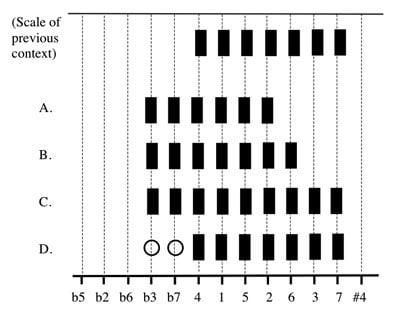 (Scale of
previous
context)
A.
B.
C.
D.
b5 b2 b6 b3 b7 4 1 5 2 6 3 7 #4